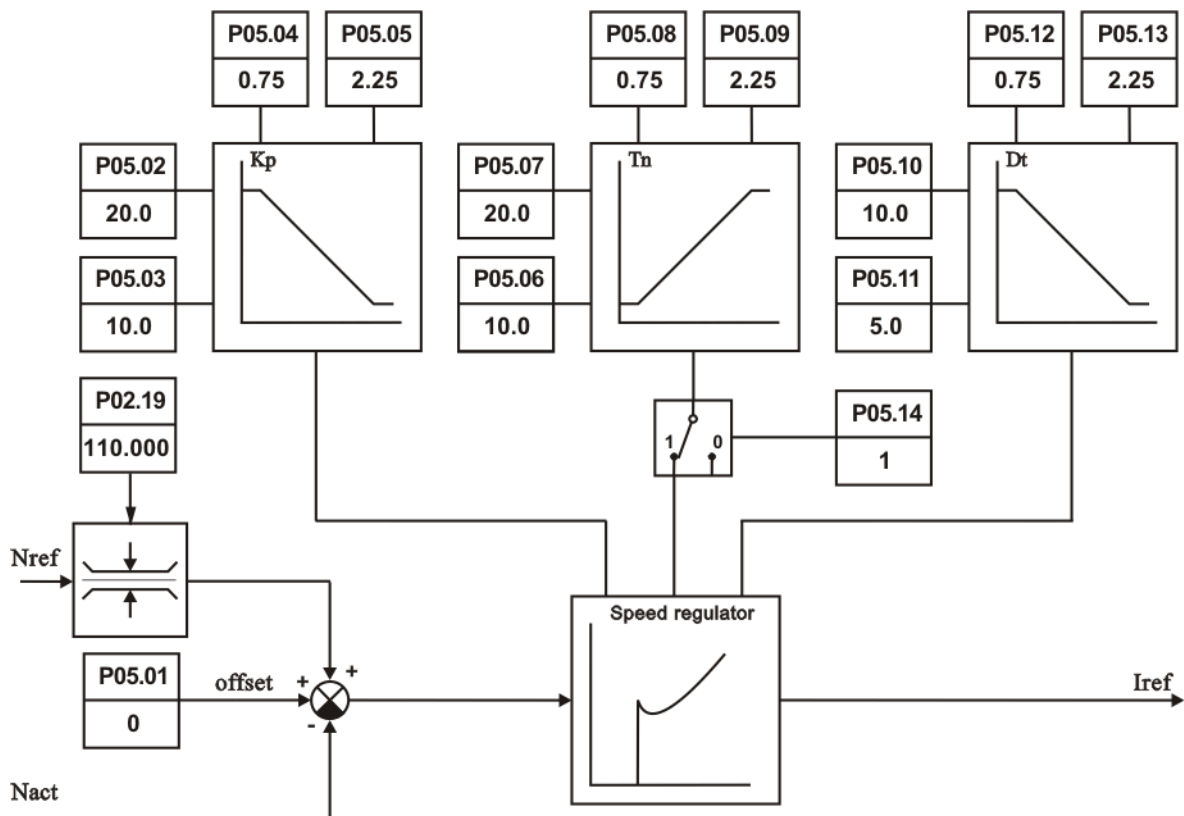 P05.04
0.75
P05.05
2.25
P05.08
0.75
P05.09
2.25
P05.12
0.75
P05.13
2.25
P05.02
20.0
Kp
P05.03
10.0
P05.07
20.0
Tn
P05.06
10.0
P05.10
10.0
Dt
P05.11
5.0
P02.19
110.000
1 0
P05.14
1
Nref
Speed regulator
P05.01
0
offset
+
+
-
Iref
Nact